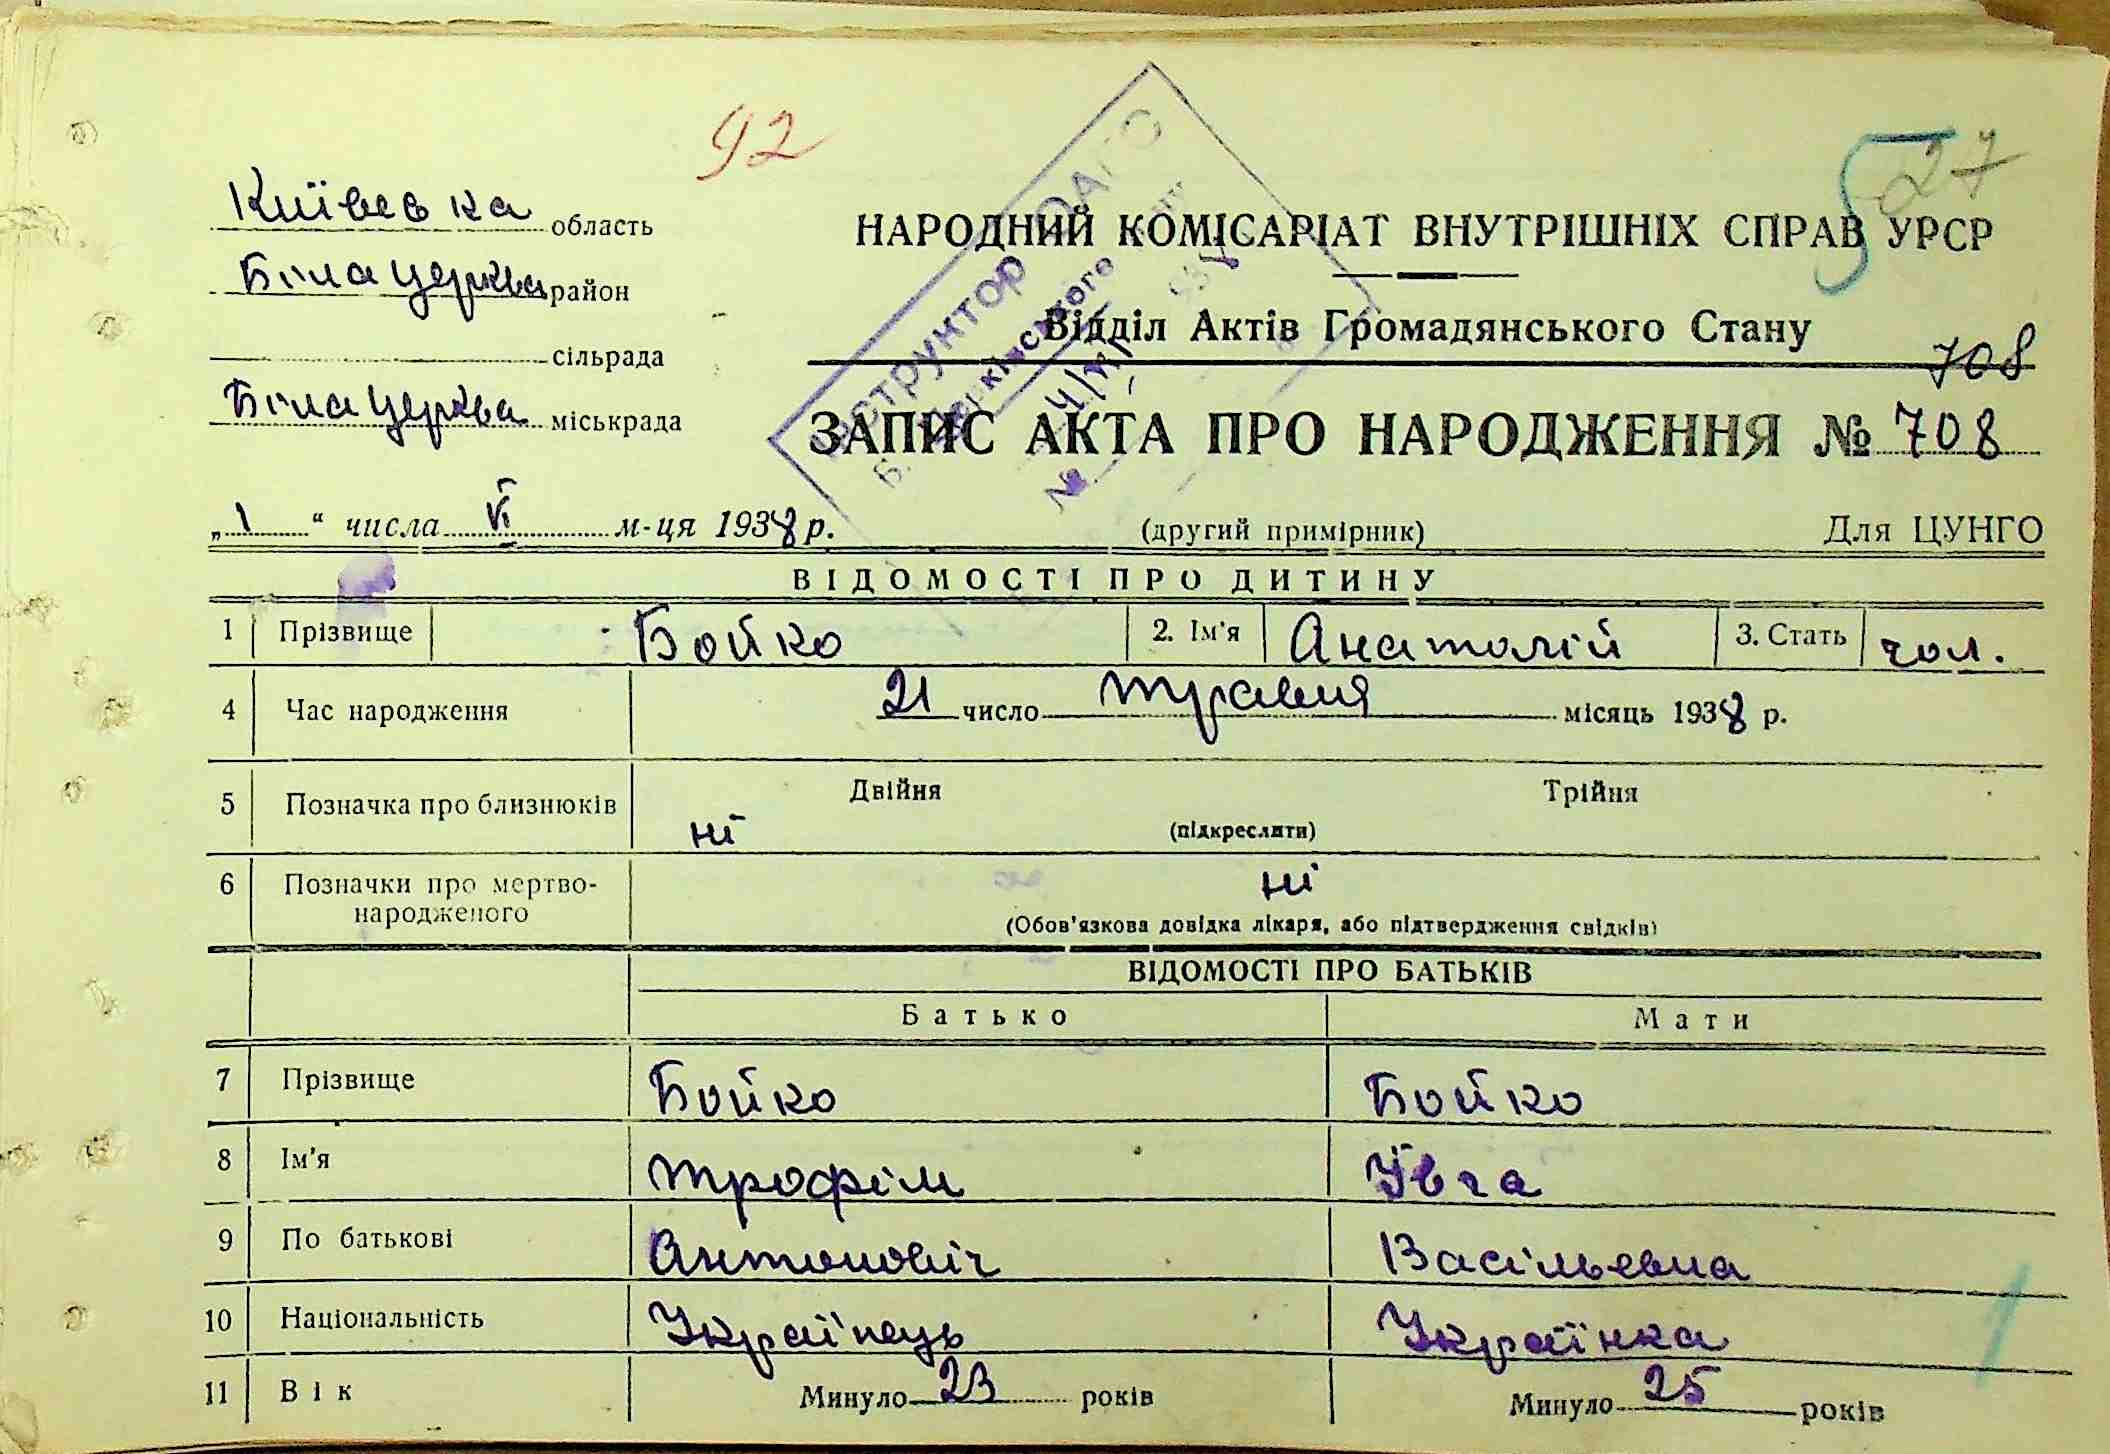 92
527
Київська область
Біла Церква район
сільрада
Біла Церква міськрада
НАРОДНИЙ КОМІСАРІАТ ВНУТРІШНІХ СПРАВ УРСР
Відділ Актів Громадянського Стану
708
ЗАПИС АКТА ПРО НАРОДЖЕННЯ № 708
„1“ числа VI м-ця 1938 р.
(другий примірник)
Для ЦУНГО
ВІДОМОСТІ ПРО ДИТИНУ
1 Прізвище Бойко 2. Ім'я Анатолій 3. Стать чол.
4 Час народження 21 число травня місяць 1938 р.
5 Позначка про близнюків Двійня Трійня
ні (підкреслити)
6 Позначки про мертво- ні
народженого (Обов'язкова довідка лікаря, або підтвердження свідків)
ВІДОМОСТІ ПРО БАТЬКІВ
Батько Мати
7 Прізвище Бойко Бойко
8 Ім'я Трофім Ївга
9 По батькові Антонович Васільевна
10 Національність Українець Українка
11 Вік Минуло 23 років Минуло 25 років